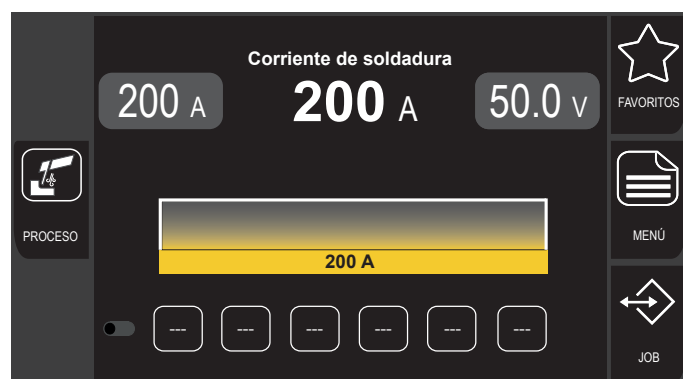 Corriente de soldadura
200 A
200 A
50.0 V
FAVORITOS
PROCESO
MENÚ
200 A
---
---
---
---
---
---
JOB